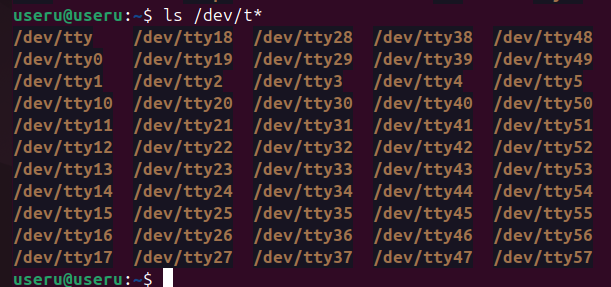 useru@useru:~$ ls /dev/t*
/dev/tty /dev/tty18 /dev/tty28 /dev/tty38 /dev/tty48
/dev/tty0 /dev/tty19 /dev/tty29 /dev/tty39 /dev/tty49
/dev/tty1 /dev/tty2 /dev/tty3 /dev/tty4 /dev/tty5
/dev/tty10 /dev/tty20 /dev/tty30 /dev/tty40 /dev/tty50
/dev/tty11 /dev/tty21 /dev/tty31 /dev/tty41 /dev/tty51
/dev/tty12 /dev/tty22 /dev/tty32 /dev/tty42 /dev/tty52
/dev/tty13 /dev/tty23 /dev/tty33 /dev/tty43 /dev/tty53
/dev/tty14 /dev/tty24 /dev/tty34 /dev/tty44 /dev/tty54
/dev/tty15 /dev/tty25 /dev/tty35 /dev/tty45 /dev/tty55
/dev/tty16 /dev/tty26 /dev/tty36 /dev/tty46 /dev/tty56
/dev/tty17 /dev/tty27 /dev/tty37 /dev/tty47 /dev/tty57
useru@useru:~$